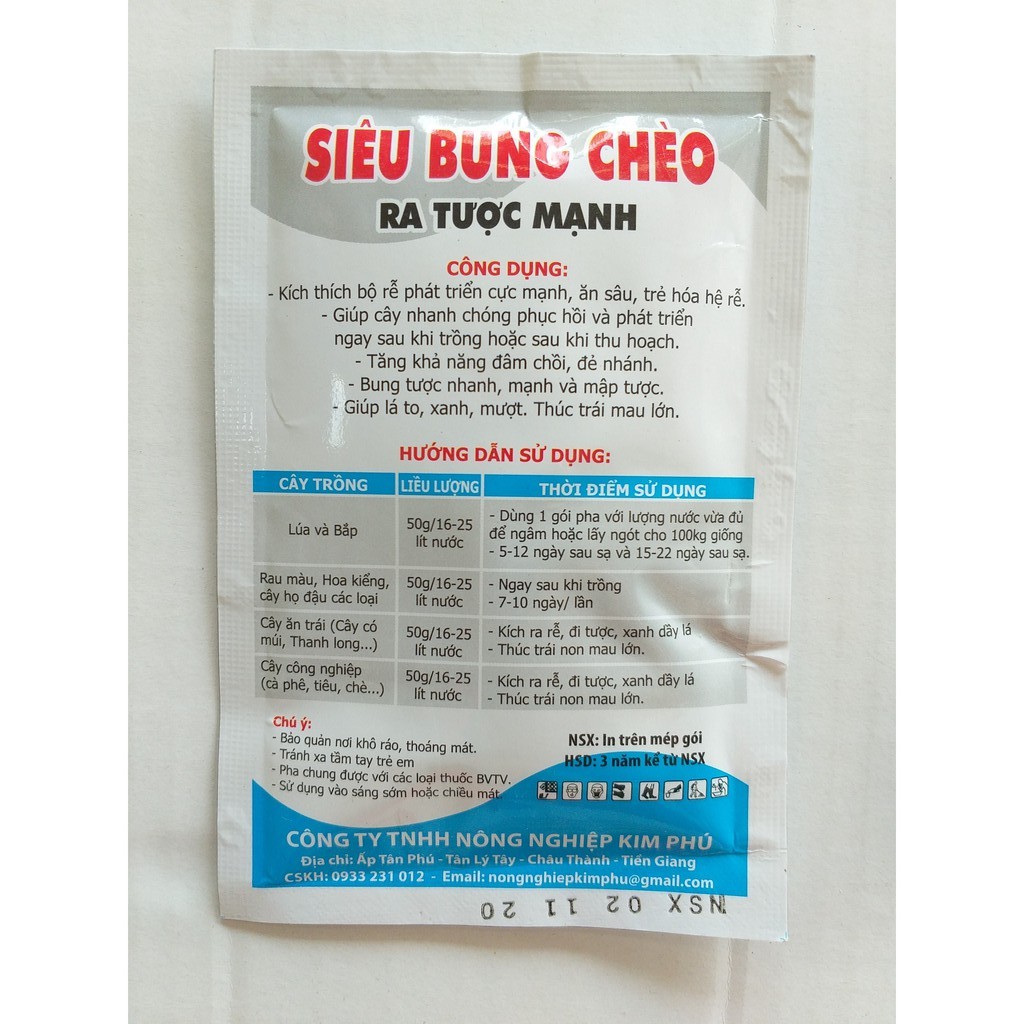 SIÊU BUNG CHÈO
RA TƯỢC MẠNH
CÔNG DỤNG:
- Kích thích bộ rễ phát triển cực mạnh, ăn sâu, trẻ hóa hệ rễ.
- Giúp cây nhanh chóng phục hồi và phát triển
ngay sau khi trồng hoặc sau khi thu hoạch.
- Tăng khả năng đâm chồi, đẻ nhánh.
- Bung tược nhanh, mạnh và mập tược.
- Giúp lá to, xanh, mượt. Thúc trái mau lớn.
HƯỚNG DẪN SỬ DỤNG:
CÂY TRỒNG LIỀU LƯỢNG THỜI ĐIỂM SỬ DỤNG
Lúa và Bắp
50g/16-25
lít nước
- Dùng 1 gói pha với lượng nước vừa đủ
để ngâm hoặc lấy ngót cho 100kg giống
- 5-12 ngày sau sạ và 15-22 ngày sau sạ.
Rau màu, Hoa kiểng,
cây họ đậu các loại
50g/16-25
lít nước
- Ngay sau khi trồng
- 7-10 ngày/ lần
Cây ăn trái (Cây có
múi, Thanh long...)
50g/16-25
lít nước
- Kích ra rễ, đi tược, xanh dầy lá
- Thúc trái non mau lớn.
Cây công nghiệp
(cà phê, tiêu, chè...)
50g/16-25
lít nước
- Kích ra rễ, đi tược, xanh dầy lá
- Thúc trái non mau lớn.
Chú ý:
- Bảo quản nơi khô ráo, thoáng mát.
- Tránh xa tầm tay trẻ em
- Pha chung được với các loại thuốc BVTV.
- Sử dụng vào sáng sớm hoặc chiều mát.
NSX: In trên mép gói
HSD: 3 năm kể từ NSX
CÔNG TY TNHH NÔNG NGHIỆP KIM PHÚ
Địa chỉ: Ấp Tân Phú - Tân Lý Tây - Châu Thành - Tiền Giang
CSKH: 0933 231 012 - Email: nongnghiepkimphu@gmail.com
NSX 02 11 20